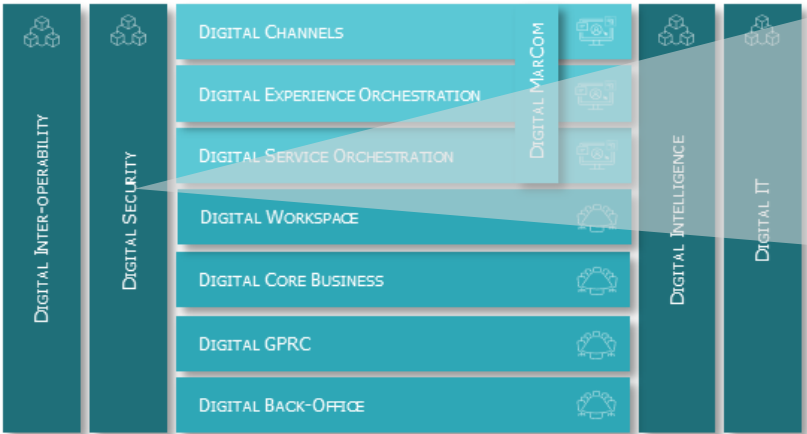 Digital Inter-operability
Digital Security
Digital Channels
Digital Experience Orchestration
Digital Service Orchestration
Digital Workspace
Digital Core Business
Digital GPRC
Digital Back-Office
Digital MarCom
Digital Intelligence
Digital IT